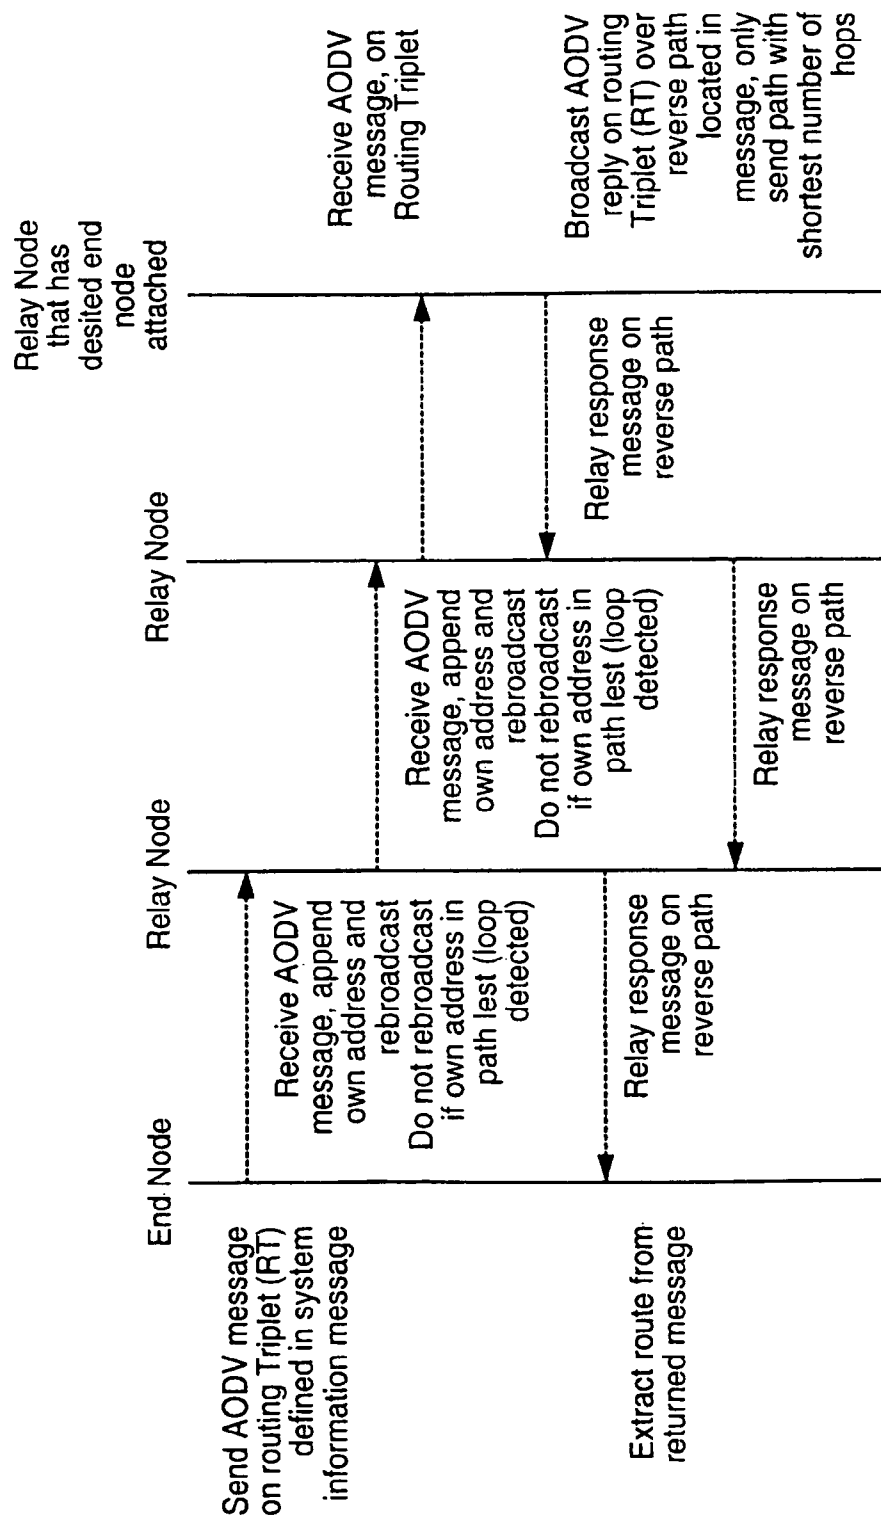 End Node
Relay Node
Relay Node
Relay Node
that has
desited end
node
attached
Send AODV message
on routing Triplet (RT)
defined in system
information message
Receive AODV
message, append
own address and
rebroadcast
Do not rebroadcast
if own address in
path lest (loop
detected)
Receive AODV
message, append
own address and
rebroadcast
Do not rebroadcast
if own address in
path lest (loop
detected)
Receive AODV
message, on
Routing Triplet
Broadcast AODV
reply on routing
Triplet (RT) over
reverse path
located in
message, only
send path with
shortest number of
hops
Relay response
message on
reverse path
Relay response
message on
reverse path
Relay response
message on
reverse path
Extract route from
returned message